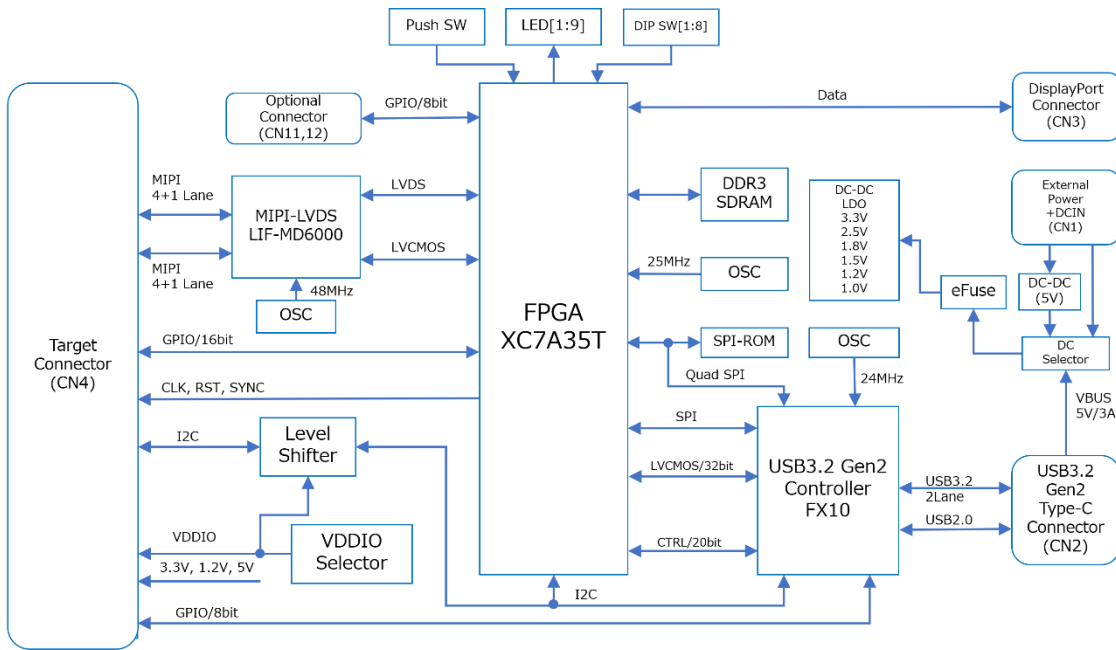 Push SW
LED[1:9]
DIP SW[1:8]
Optional
Connector
(CN11,12)
GPIO/8bit
Data
DisplayPort
Connector
(CN3)
MIPI
4+1 Lane
MIPI-LVDS
LIF-MD6000
LVDS
LVCMOS
MIPI
4+1 Lane
48MHz
OSC
DDR3
SDRAM
DC-DC
LDO
3.3V
2.5V
1.8V
1.5V
1.2V
1.0V
External
Power
+DCIN
(CN1)
25MHz
OSC
eFuse
DC-DC
(5V)
FPGA
XC7A35T
Target
Connector
(CN4)
GPIO/16bit
SPI-ROM
OSC
DC
Selector
Quad SPI
24MHz
CLK, RST, SYNC
VBUS
5V/3A
I2C
Level
Shifter
SPI
LVCMOS/32bit
USB3.2 Gen2
Controller
FX10
USB3.2
2Lane
USB2.0
USB3.2
Gen2
Type-C
Connector
(CN2)
VDDIO
VDDIO
Selector
CTRL/20bit
3.3V, 1.2V, 5V
I2C
GPIO/8bit